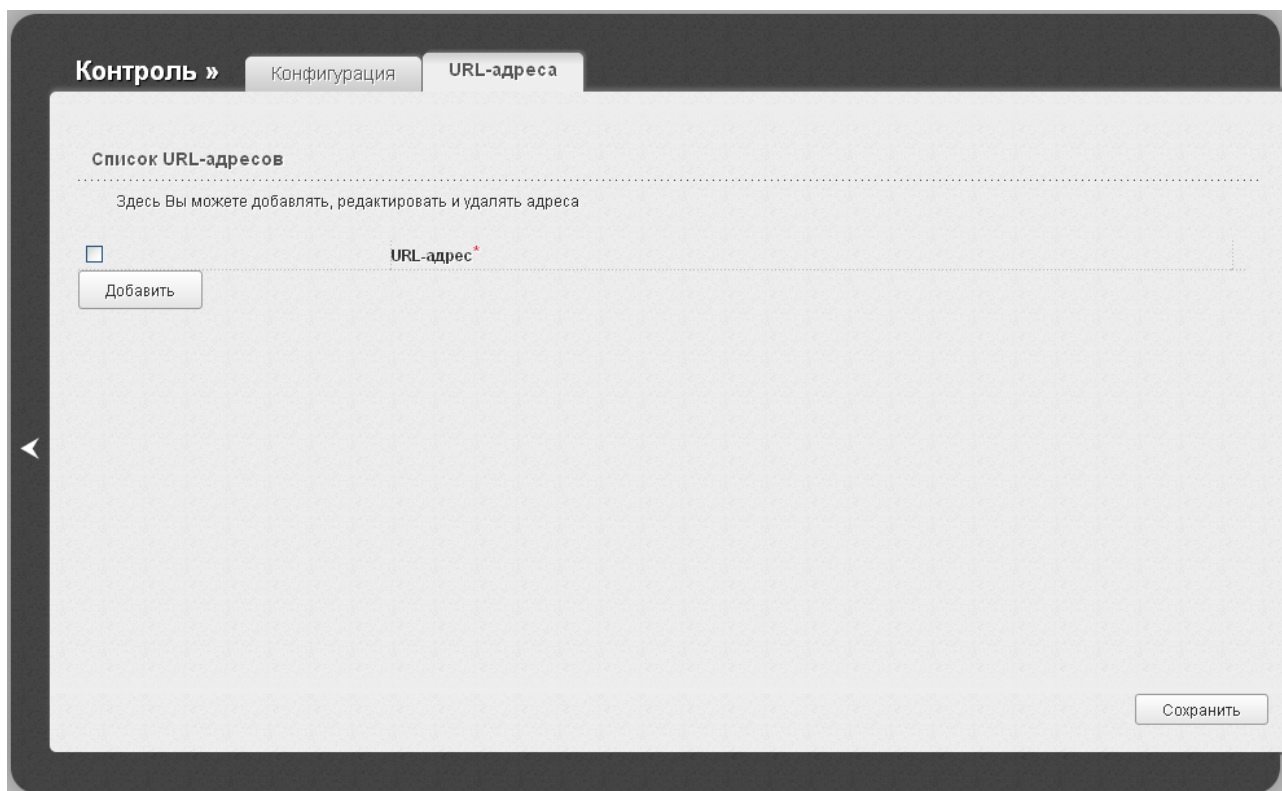 Контроль » Конфигурация URL-адреса
Список URL-адресов
Здесь Вы можете добавлять, редактировать и удалять адреса
URL-адрес*
Добавить
Сохранить